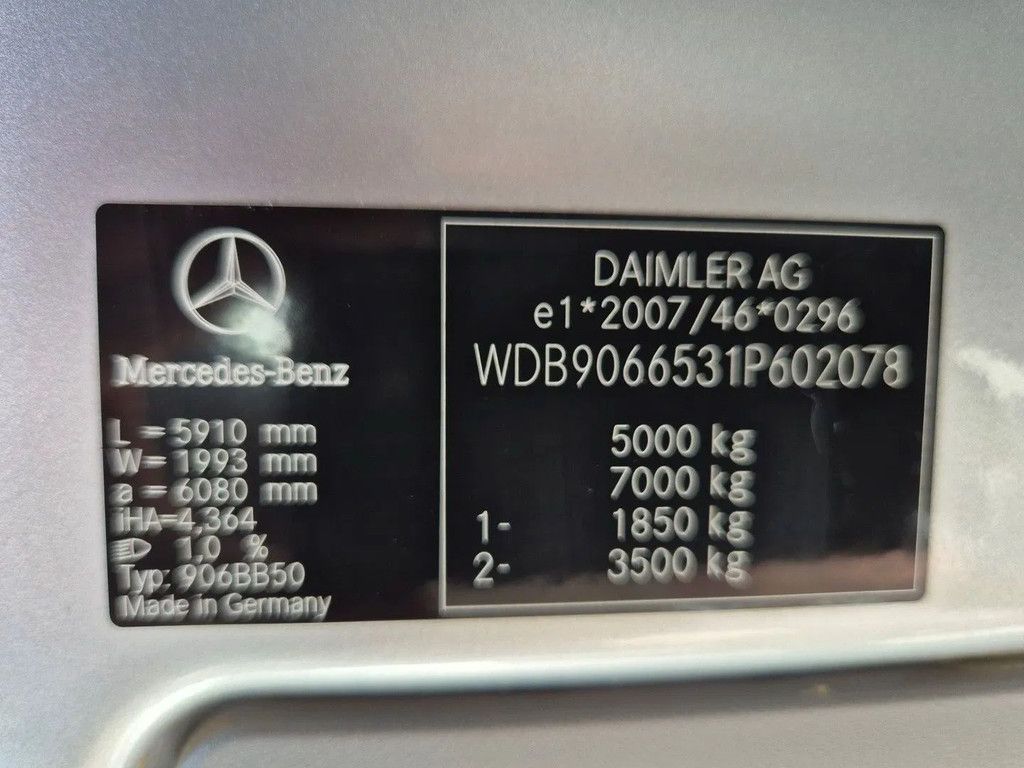 Mercedes-Benz
L = 5910 mm
W= 1993 mm
a = 6080 mm
iHA=4,364
1,0 %
Typ: 906BB50
Made in Germany
DAIMLER AG
e1*2007/46*0296
WDB9066531P602078
5000 kg
7000 kg
1- 1850 kg
2- 3500 kg